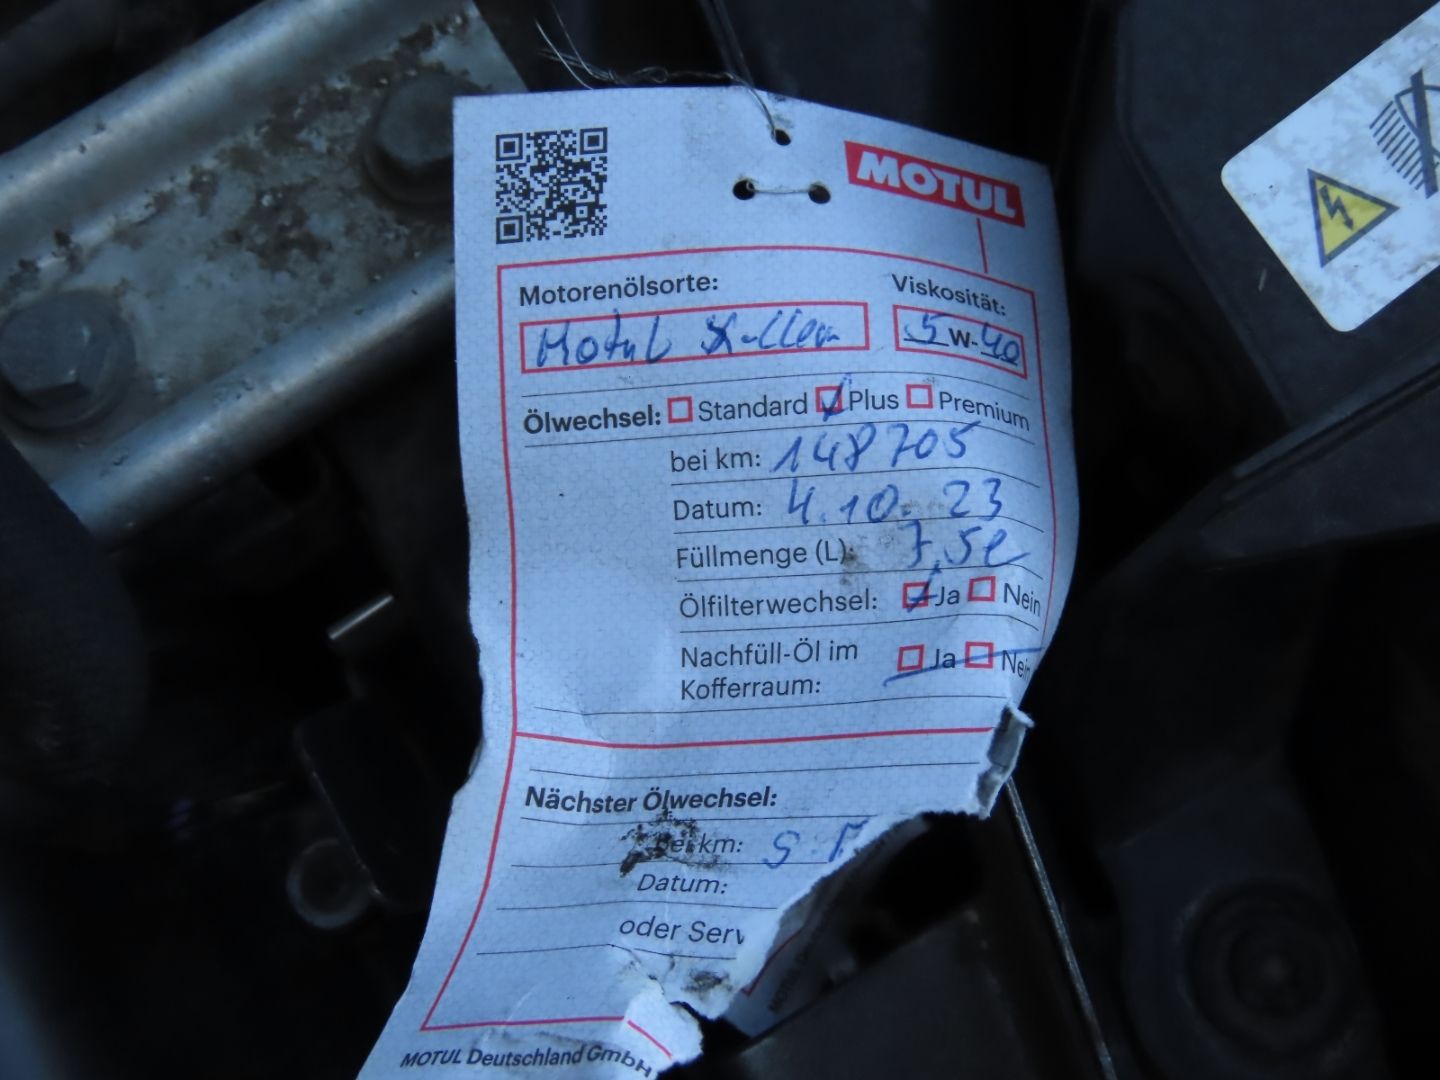 MOTUL
Motorenölsorte: Viskosität:
Motul X-Clean 5 W-40
Ölwechsel: Standard Plus Premium
bei km: 148705
Datum: 4.10.23
Füllmenge (L): 7,5l
Ölfilterwechsel: Ja Nein
Nachfüll-Öl im Ja Nein
Kofferraum:
Nächster Ölwechsel:
bei km:
Datum:
oder Serv
MOTUL Deutschland GmbH